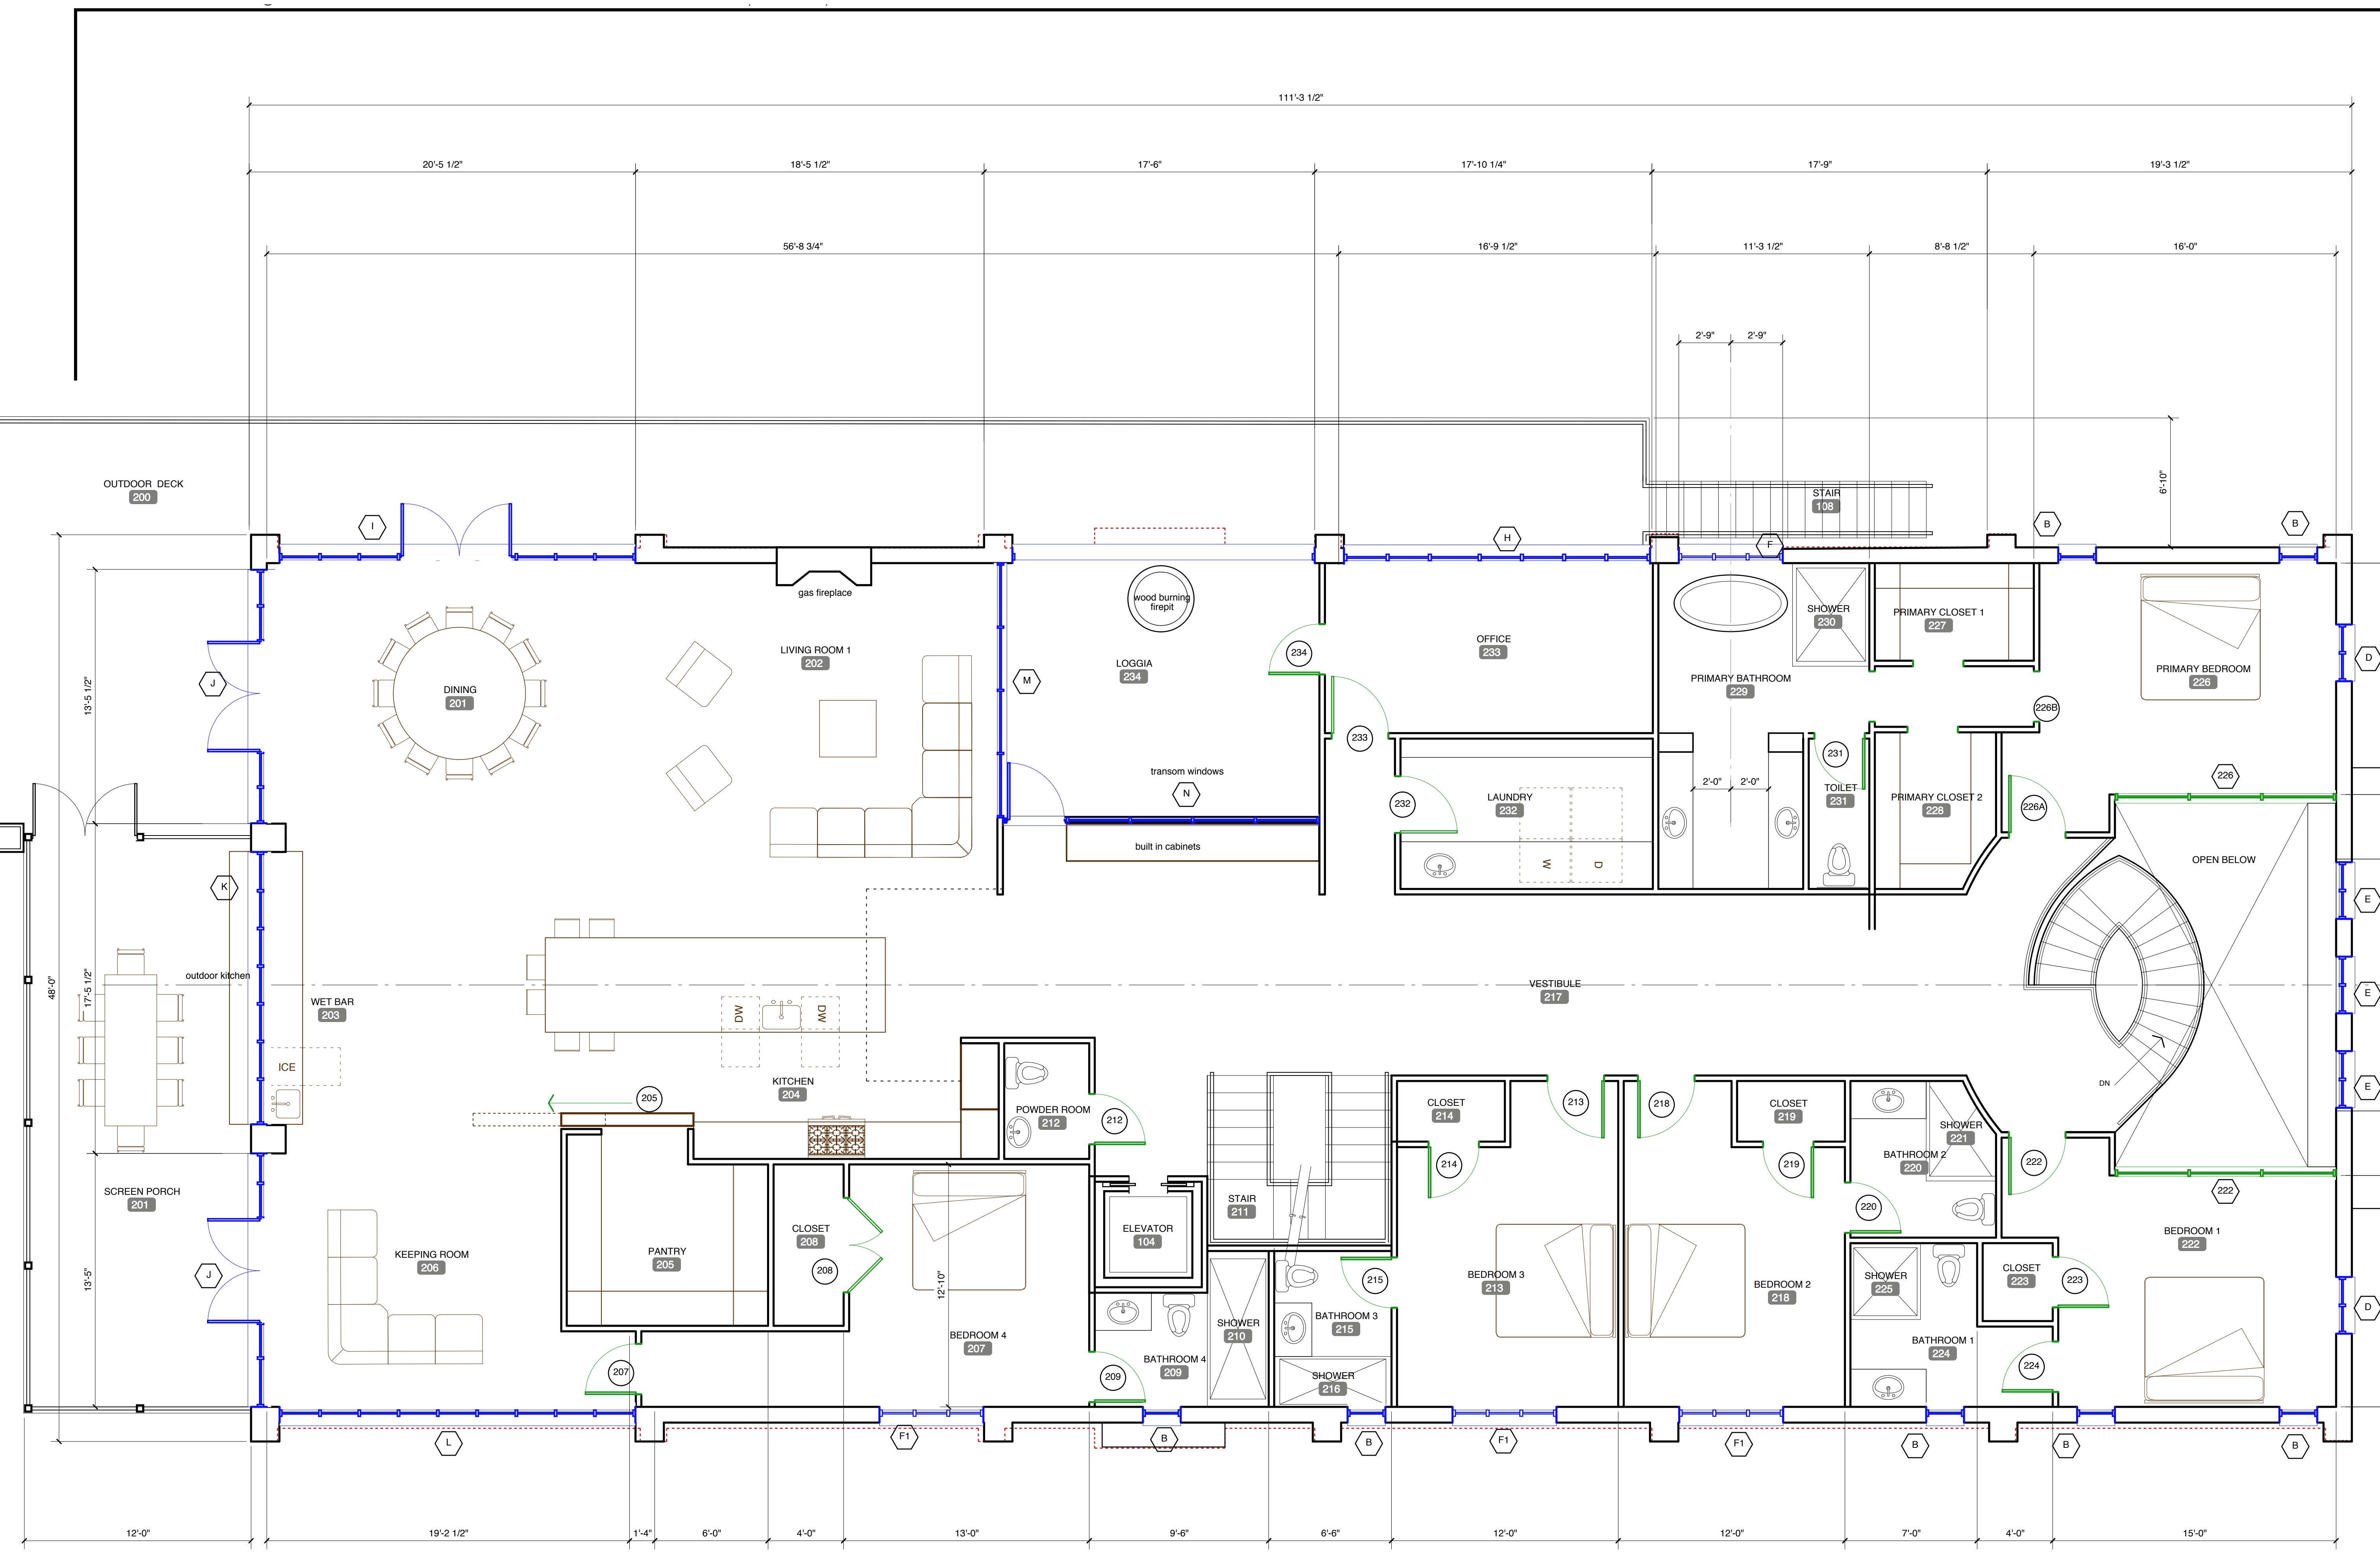 111'-3 1/2"
20'-5 1/2"
18'-5 1/2"
17'-6"
17'-10 1/4"
17'-9"
19'-3 1/2"
56'-8 3/4"
16'-9 1/2"
11'-3 1/2"
8'-8 1/2"
16'-0"
2'-9"
2'-9"
6'-10"
OUTDOOR DECK
200
STAIR
108
I
H
F
B
B
gas fireplace
wood burning
firepit
SHOWER
230
PRIMARY CLOSET 1
227
LIVING ROOM 1
202
LOGGIA
234
234
OFFICE
233
PRIMARY BATHROOM
229
PRIMARY BEDROOM
226
D
J
DINING
201
M
13'-5 1/2"
226B
233
231
transom windows
N
2'-0"
2'-0"
226
TOILET
231
LAUNDRY
232
232
PRIMARY CLOSET 2
228
226A
built in cabinets
W
D
OPEN BELOW
K
E
48'-0"
17'-5 1/2"
outdoor kitchen
WET BAR
203
DWD
DW
VESTIBULE
217
E
ICE
KITCHEN
204
205
POWDER ROOM
212
212
CLOSET
214
213
218
CLOSET
219
DN
E
SHOWER
221
BATHROOM 2
220
214
219
222
SCREEN PORCH
201
STAIR
211
222
CLOSET
208
ELEVATOR
104
220
BEDROOM 1
222
KEEPING ROOM
206
PANTRY
205
208
12'-10"
13'-5"
J
215
BEDROOM 3
213
BEDROOM 2
218
SHOWER
225
CLOSET
223
223
D
SHOWER
210
BATHROOM 3
215
BEDROOM 4
207
BATHROOM 4
209
BATHROOM 1
224
207
209
SHOWER
216
224
L
F1
B
B
F1
F1
B
B
B
12'-0"
19'-2 1/2"
1'-4"
6'-0"
4'-0"
13'-0"
9'-6"
6'-6"
12'-0"
12'-0"
7'-0"
4'-0"
15'-0"